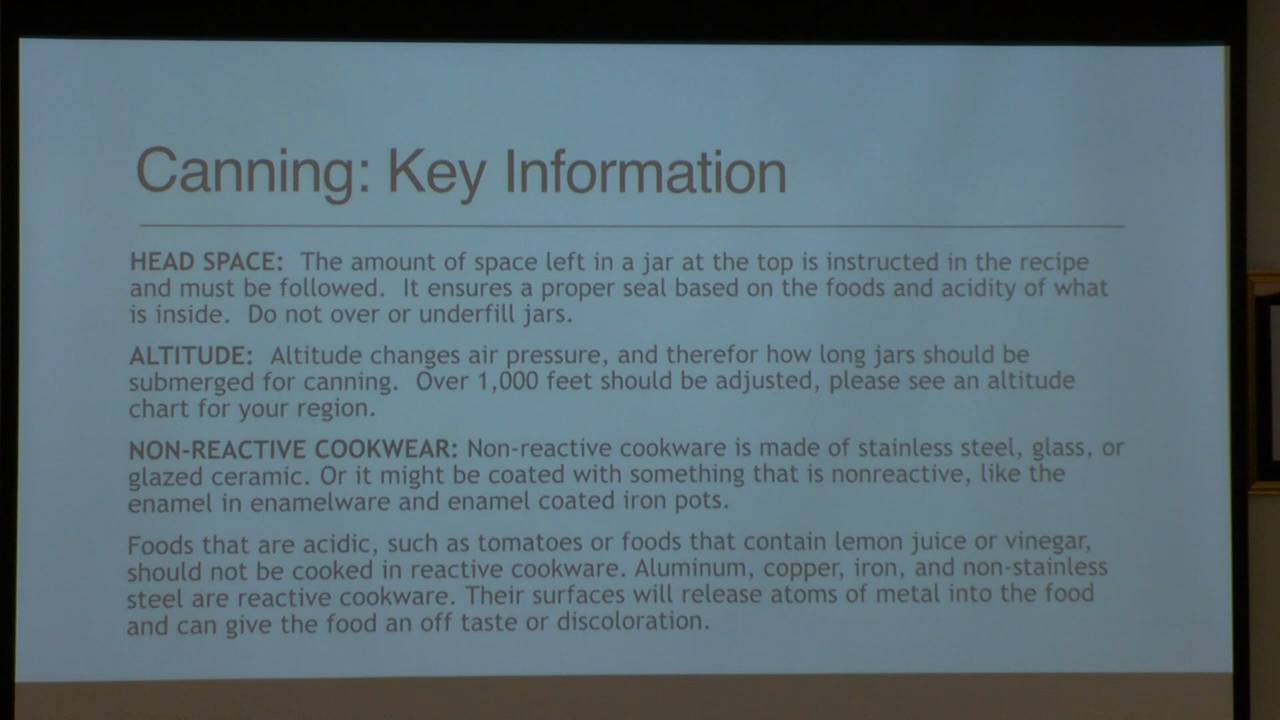 Canning: Key Information
HEAD SPACE:  The amount of space left in a jar at the top is instructed in the recipe
and must be followed.  It ensures a proper seal based on the foods and acidity of what
is inside.  Do not over or underfill jars.
ALTITUDE:  Altitude changes air pressure, and therefor how long jars should be
submerged for canning.  Over 1,000 feet should be adjusted, please see an altitude
chart for your region.
NON-REACTIVE COOKWEAR: Non-reactive cookware is made of stainless steel, glass, or
glazed ceramic. Or it might be coated with something that is nonreactive, like the
enamel in enamelware and enamel coated iron pots.
Foods that are acidic, such as tomatoes or foods that contain lemon juice or vinegar,
should not be cooked in reactive cookware. Aluminum, copper, iron, and non-stainless
steel are reactive cookware. Their surfaces will release atoms of metal into the food
and can give the food an off taste or discoloration.